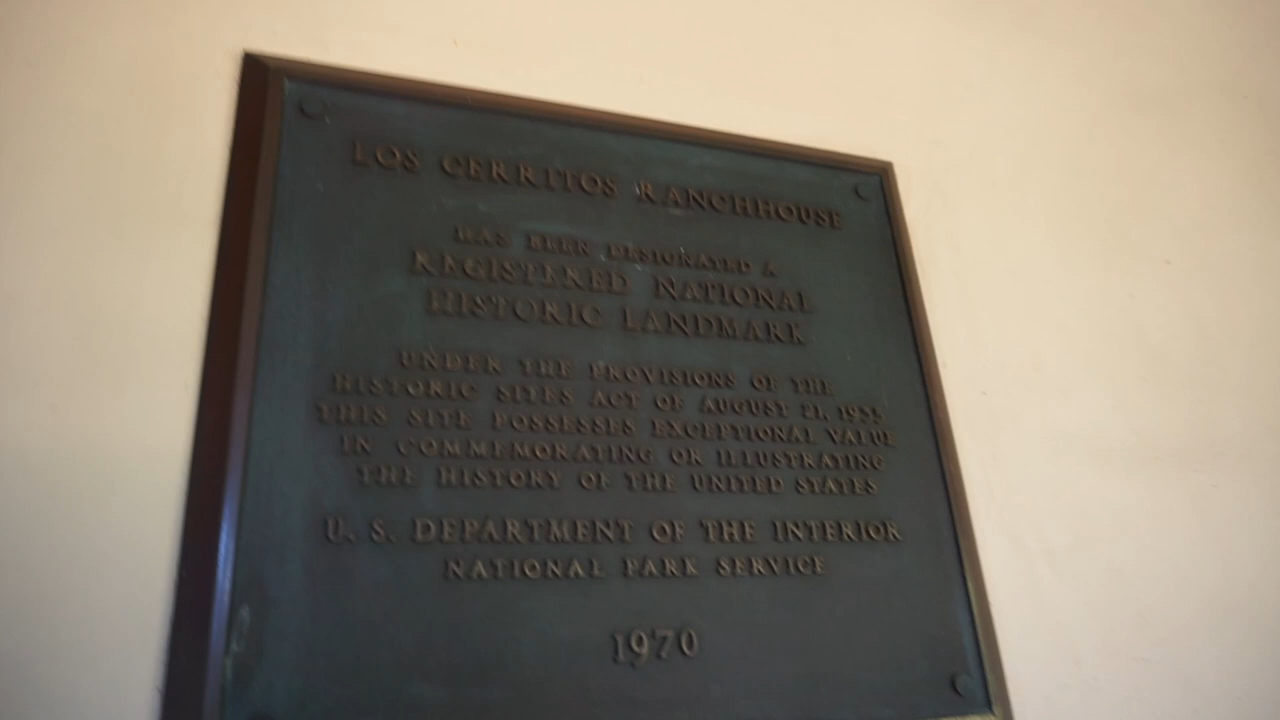 LOS CERRITOS RANCHHOUSE
HAS BEEN DESIGNATED A
REGISTERED NATIONAL
HISTORIC LANDMARK
UNDER THE PROVISIONS OF THE
HISTORIC SITES ACT OF AUGUST 21, 1935
THIS SITE POSSESSES EXCEPTIONAL VALUE
IN COMMEMORATING OR ILLUSTRATING
THE HISTORY OF THE UNITED STATES
U. S. DEPARTMENT OF THE INTERIOR
NATIONAL PARK SERVICE
1970